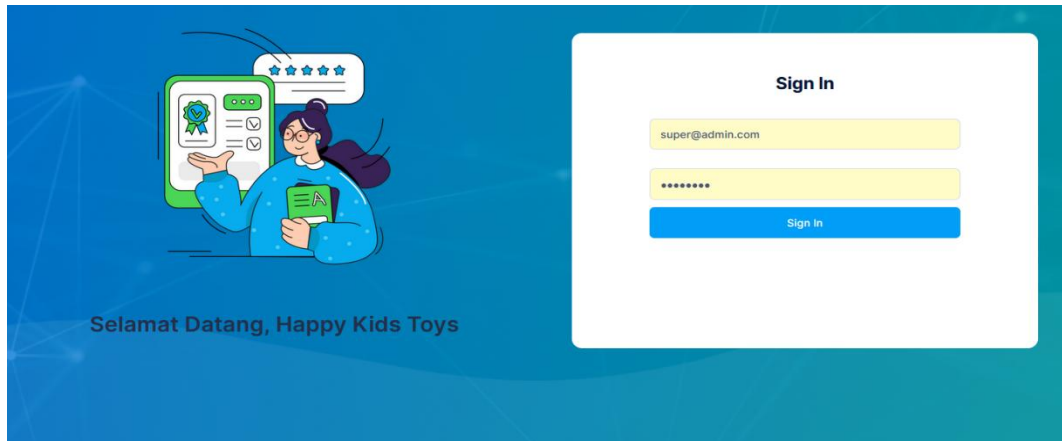 Selamat Datang, Happy Kids Toys
Sign In
super@admin.com
••••••••
Sign In
A